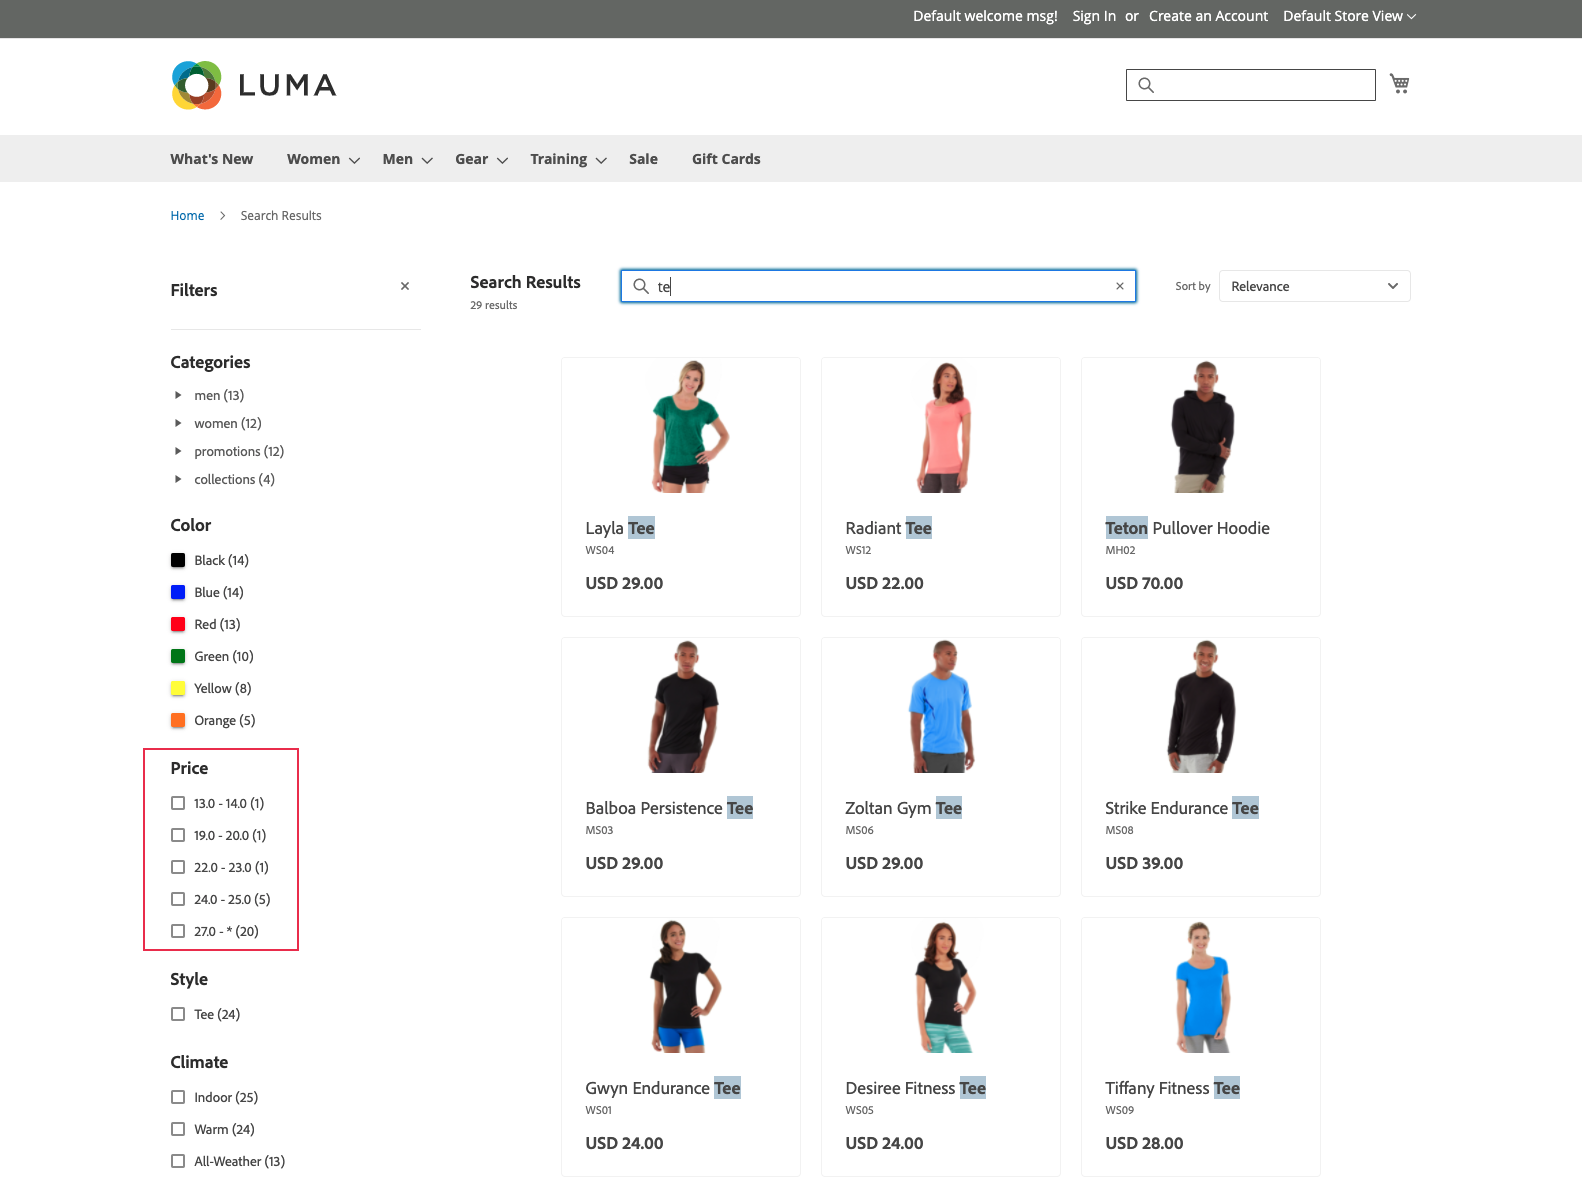 Default welcome msg! Sign In or Create an Account Default Store View
LUMA
What's New Women Men Gear Training Sale Gift Cards
Home Search Results
Filters
Search Results
29 results
te
Sort by Relevance
Categories
men (13)
women (12)
promotions (12)
collections (4)
Color
Black (14)
Blue (14)
Red (13)
Green (10)
Yellow (8)
Orange (5)
Price
13.0 - 14.0 (1)
19.0 - 20.0 (1)
22.0 - 23.0 (1)
24.0 - 25.0 (5)
27.0 - * (20)
Style
Tee (24)
Climate
Indoor (25)
Warm (24)
All-Weather (13)
Layla Tee
WS04
USD 29.00
Radiant Tee
WS12
USD 22.00
Teton Pullover Hoodie
MH02
USD 70.00
Balboa Persistence Tee
MS03
USD 29.00
Zoltan Gym Tee
MS06
USD 29.00
Strike Endurance Tee
MS08
USD 39.00
Gwyn Endurance Tee
WS01
USD 24.00
Desiree Fitness Tee
WS05
USD 24.00
Tiffany Fitness Tee
WS09
USD 28.00